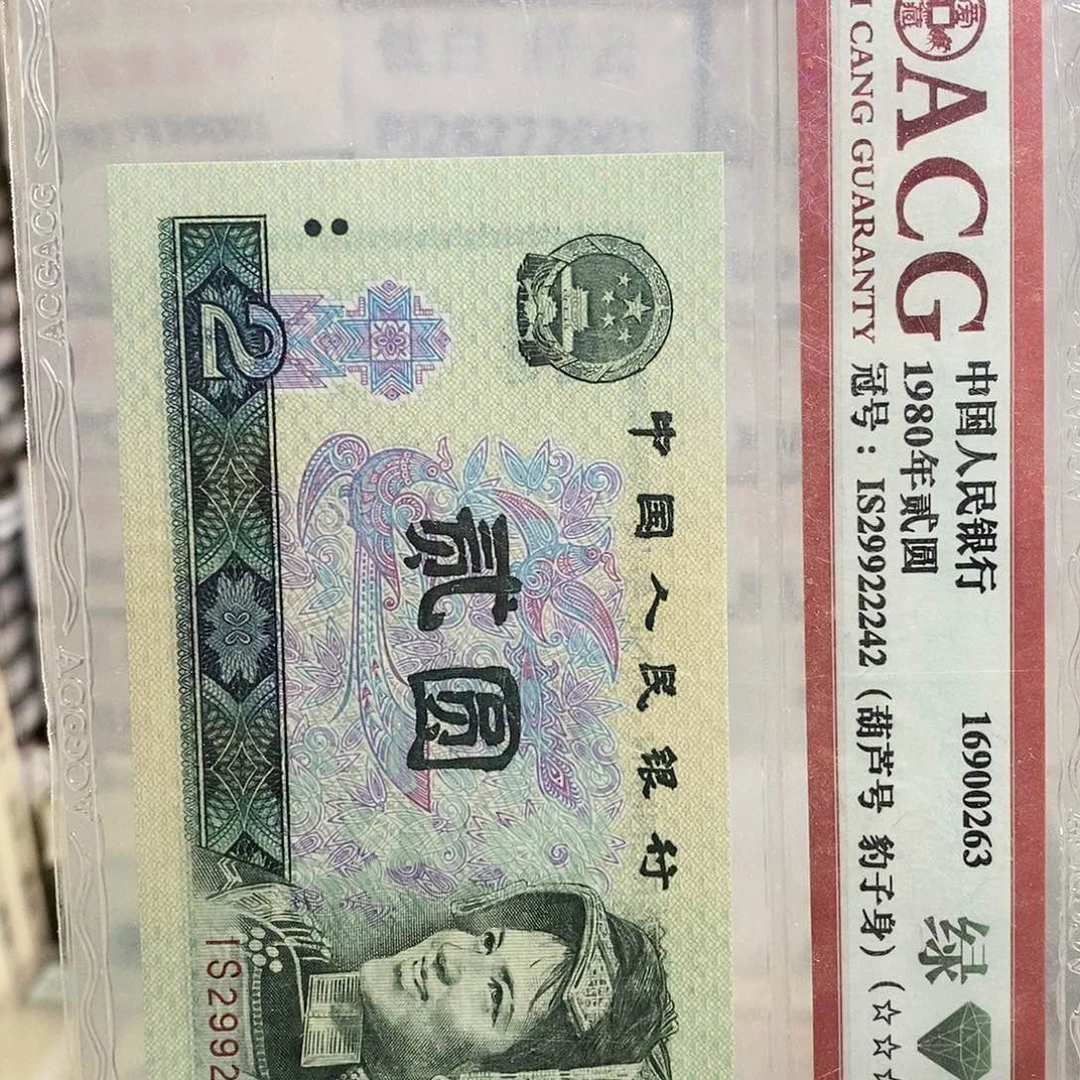 ACG
I CANG GUARANTY
中国人民银行 16900263
1980年贰圆
冠号：IS29922242（葫芦号 豹子身）（☆☆☆
绿
中国人民银行
贰圆
2
IS2992
ACGACG